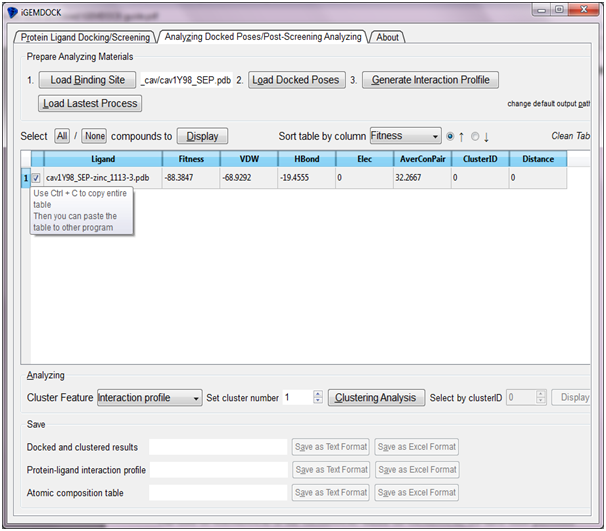 iGEMDOCK
Protein Ligand Docking/Screening Analyzing Docked Poses/Post-Screening Analyzing About
Prepare Analyzing Materials
1. Load Binding Site _cav/cav1Y98_SEP.pdb 2. Load Docked Poses 3. Generate Interaction Profile
Load Lastest Process
change default output path
Select All / None compounds to Display Sort table by column Fitness ↑ ↓ Clean Tab
Ligand Fitness VDW HBond Elec AverConPair ClusterID Distance
1 cav1Y98_SEP-zinc_1113-3.pdb -88.3847 -68.9292 -19.4555 0 32.2667 0 0
Use Ctrl + C to copy entire
table
Then you can paste the
table to other program
Analyzing
Cluster Feature Interaction profile Set cluster number 1 Clustering Analysis Select by clusterID 0 Display
Save
Docked and clustered results Save as Text Format Save as Excel Format
Protein-ligand interaction profile Save as Text Format Save as Excel Format
Atomic composition table Save as Text Format Save as Excel Format